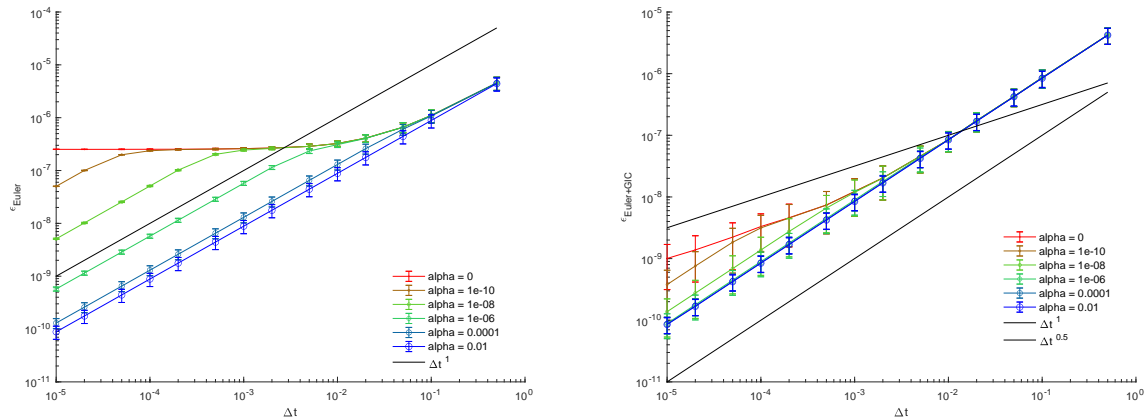 10^-4
10^-5
10^-6
10^-7
10^-8
10^-9
10^-10
10^-11
ϵ_Euler
10^-5
10^-4
10^-3
10^-2
10^-1
10^0
Δt
alpha = 0
alpha = 1e-10
alpha = 1e-08
alpha = 1e-06
alpha = 0.0001
alpha = 0.01
Δt^1
10^-5
10^-6
10^-7
10^-8
10^-9
10^-10
10^-11
ϵ_Euler+GIC
10^-5
10^-4
10^-3
10^-2
10^-1
10^0
Δt
alpha = 0
alpha = 1e-10
alpha = 1e-08
alpha = 1e-06
alpha = 0.0001
alpha = 0.01
Δt^1
Δt^0.5